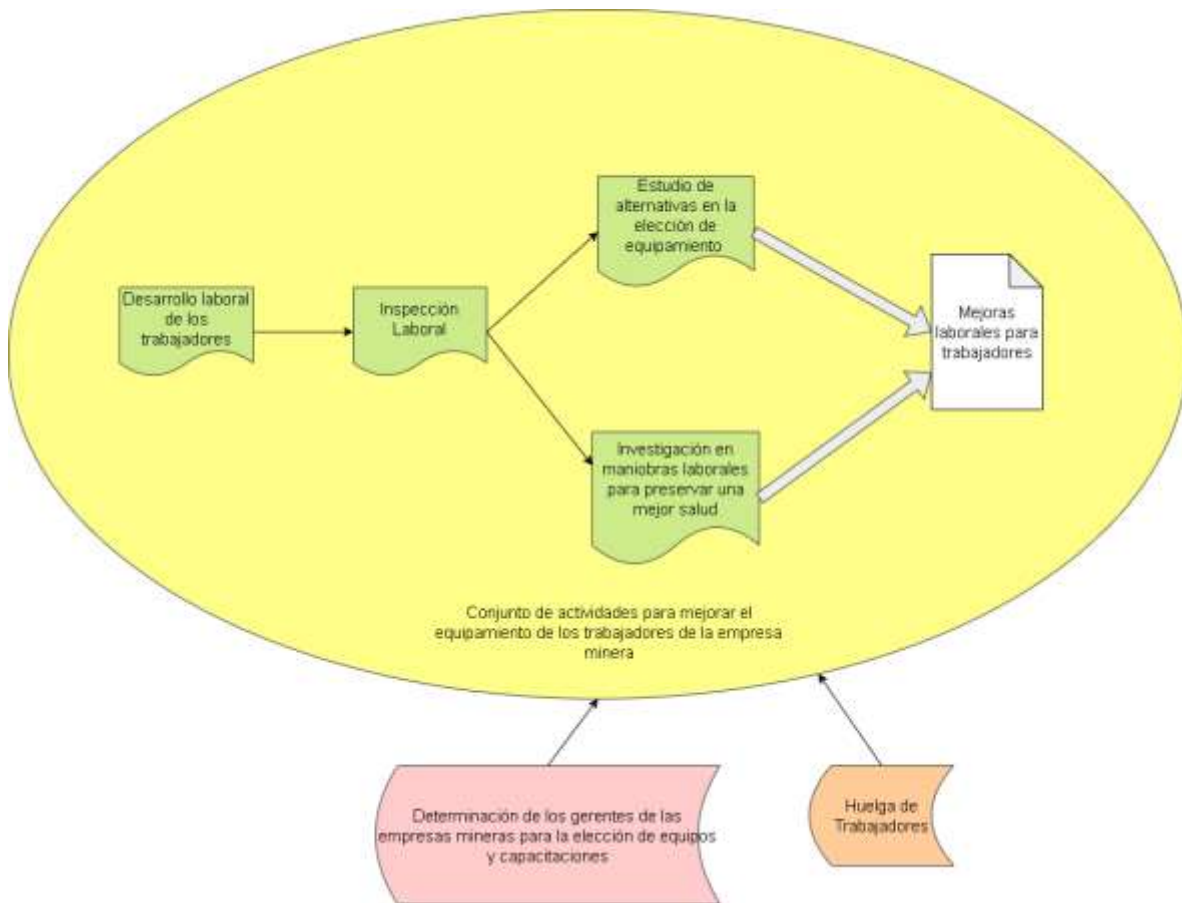 Estudio de
alternativas en la
elección de
equipamiento
Desarrollo laboral
de los
trabajadores
Inspección
Laboral
Mejoras
laborales para
trabajadores
Investigación en
maniobras laborales
para preservar una
mejor salud
Conjunto de actividades para mejorar el
equipamiento de los trabajadores de la empresa
minera
Determinación de los gerentes de las
empresas mineras para la elección de equipos
y capacitaciones
Huelga de
Trabajadores